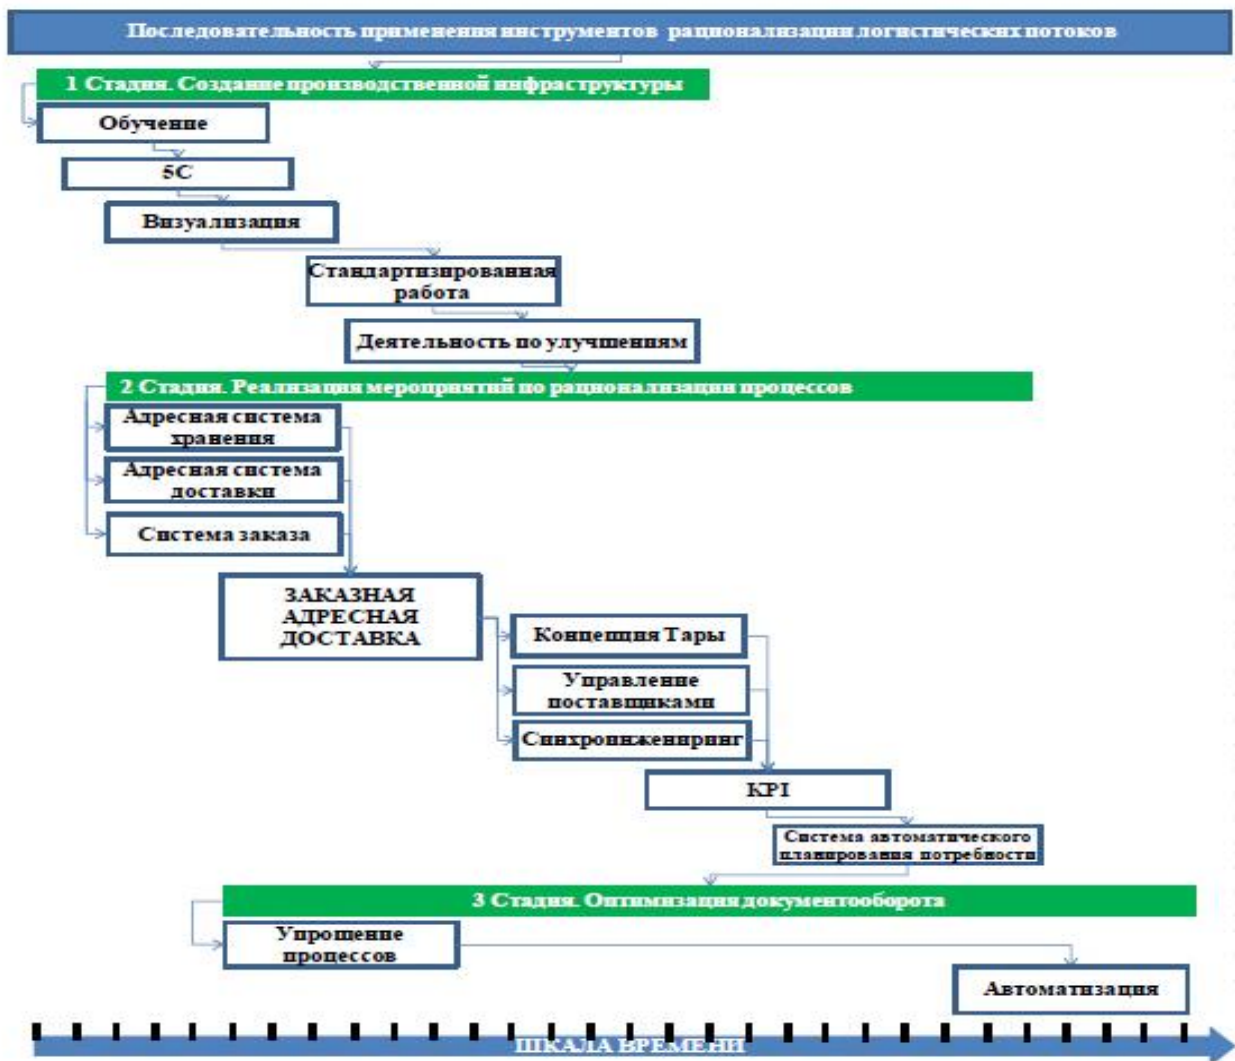 Последовательность применения инструментов рационализации логистических потоков
1 Стадия. Создание производственной инфраструктуры
Обучение
5С
Визуализация
Стандартизированная
работа
Деятельность по улучшениям
2 Стадия. Реализация мероприятий по рационализации процессов
Адресная система
хранения
Адресная система
доставки
Система заказа
ЗАКАЗНАЯ
АДРЕСНАЯ
ДОСТАВКА
Концепция Тары
Управление
поставщиками
Синхроинжениринг
KPI
Система автоматического
планирования потребности
3 Стадия. Оптимизация документооборота
Упрощение
процессов
Автоматизация
ШКАЛА ВРЕМЕНИ